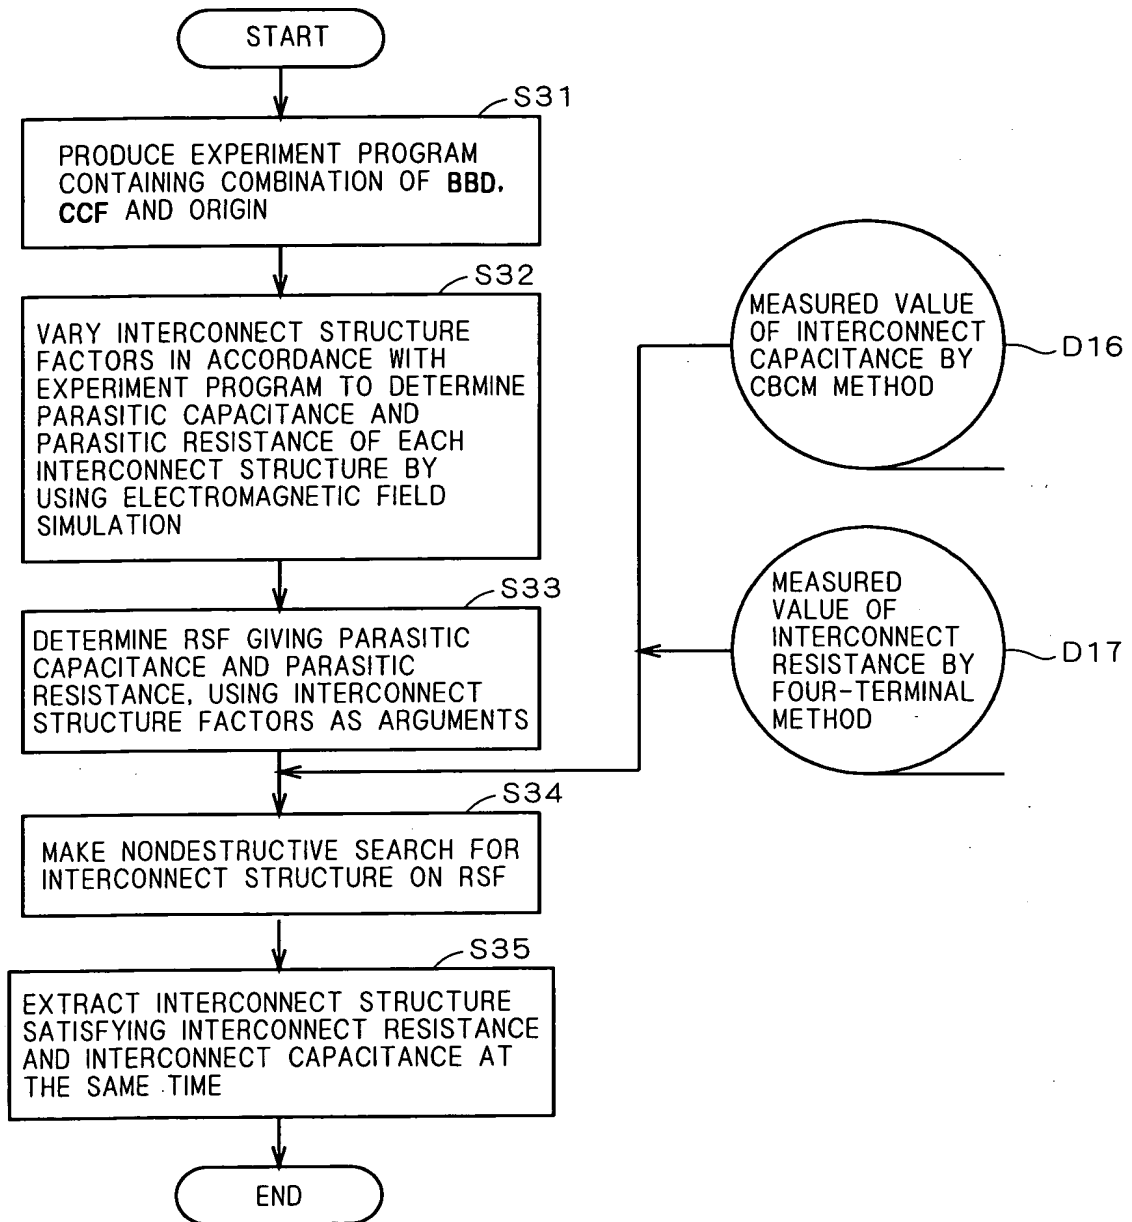 START
S31
PRODUCE EXPERIMENT PROGRAM
CONTAINING COMBINATION OF BBD,
CCF AND ORIGIN
S32
VARY INTERCONNECT STRUCTURE
FACTORS IN ACCORDANCE WITH
EXPERIMENT PROGRAM TO DETERMINE
PARASITIC CAPACITANCE AND
PARASITIC RESISTANCE OF EACH
INTERCONNECT STRUCTURE BY
USING ELECTROMAGNETIC FIELD
SIMULATION
MEASURED VALUE
OF INTERCONNECT
CAPACITANCE BY
CBCM METHOD
D16
S33
DETERMINE RSF GIVING PARASITIC
CAPACITANCE AND PARASITIC
RESISTANCE, USING INTERCONNECT
STRUCTURE FACTORS AS ARGUMENTS
MEASURED
VALUE OF
INTERCONNECT
RESISTANCE BY
FOUR-TERMINAL
METHOD
D17
S34
MAKE NONDESTRUCTIVE SEARCH FOR
INTERCONNECT STRUCTURE ON RSF
S35
EXTRACT INTERCONNECT STRUCTURE
SATISFYING INTERCONNECT RESISTANCE
AND INTERCONNECT CAPACITANCE AT
THE SAME TIME
END